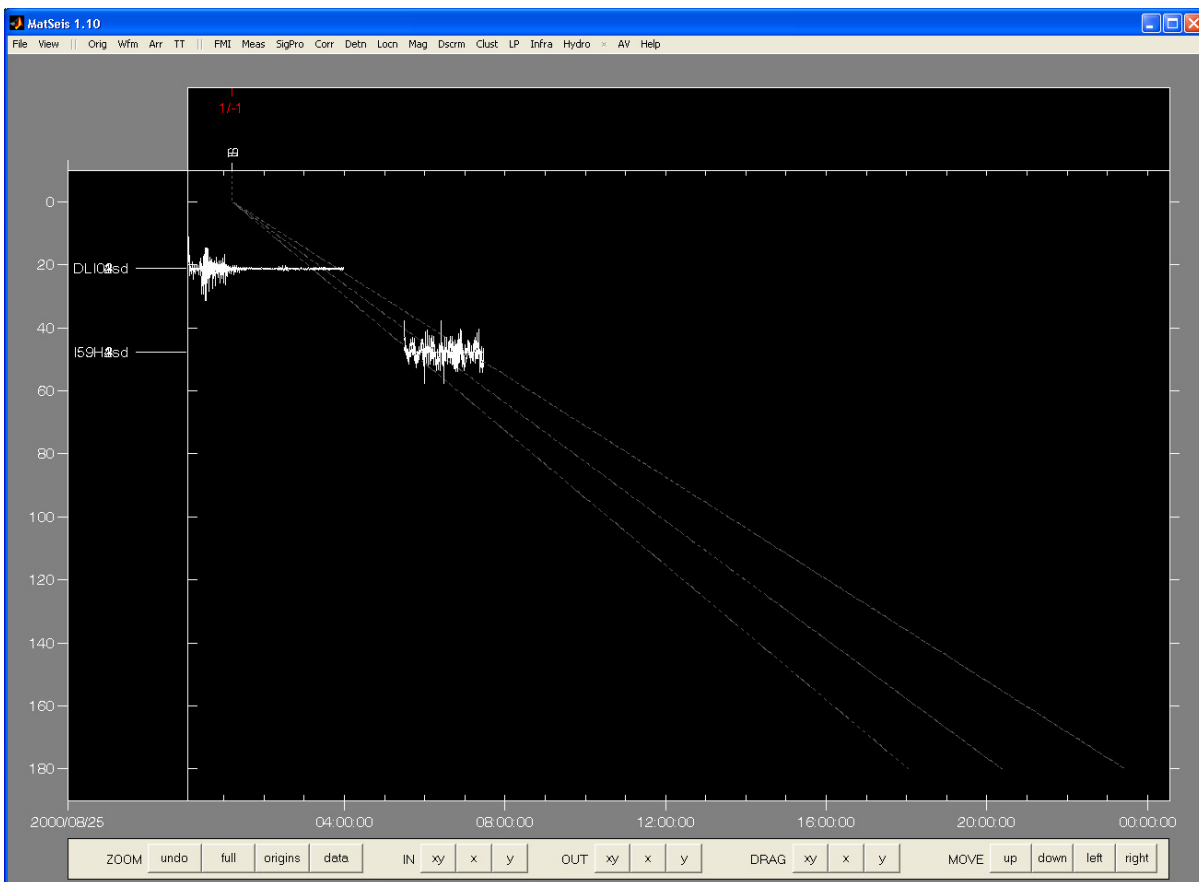 MatSeis 1.10
File View || Orig Wfm Arr TT || FMI Meas SigPro Corr Detn Locn Mag Dscrm Clust LP Infra Hydro × AV Help
1/-1
0
20
40
60
80
100
120
140
160
180
2000/08/25 04:00:00 08:00:00 12:00:00 16:00:00 20:00:00 00:00:00
ZOOM undo full origins data IN xy x y OUT xy x y DRAG xy x y MOVE up down left right